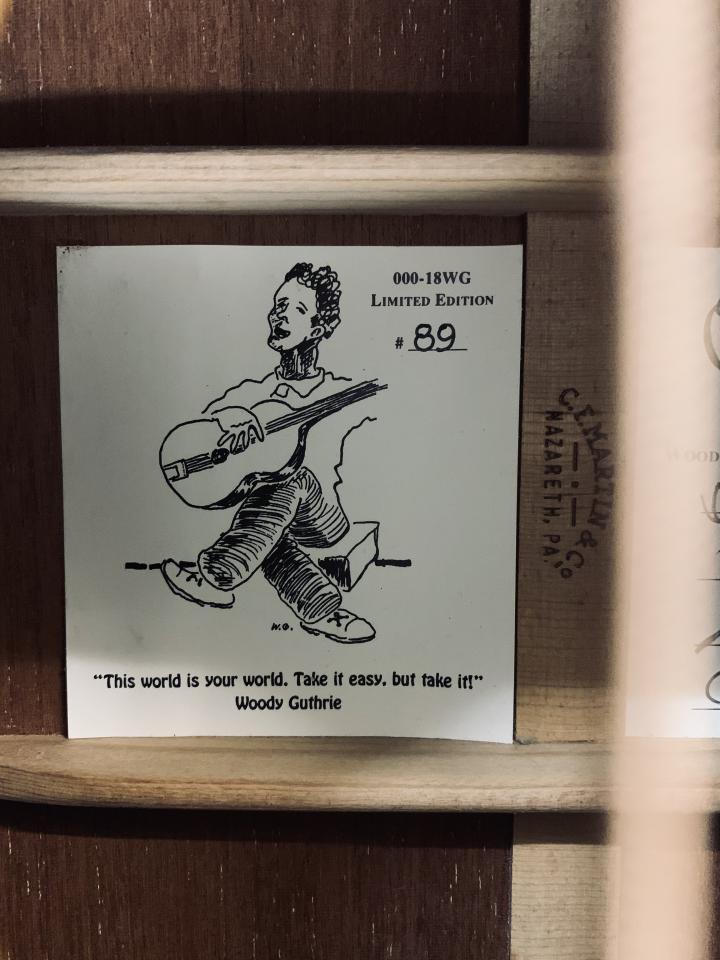 000-18WG
LIMITED EDITION
# 89
W.G.
"This world is your world. Take it easy, but take it!"
Woody Guthrie
C.F. MARTIN & Co
NAZARETH, PA.
WOOD